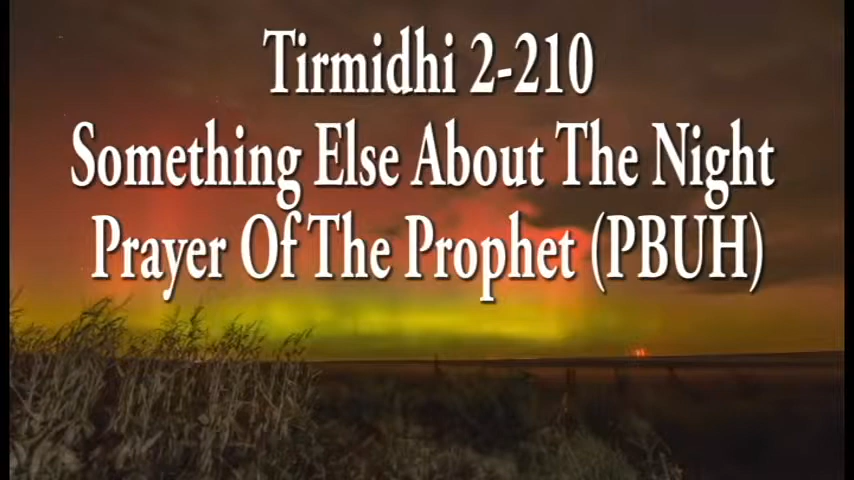 Tirmidhi 2-210
Something Else About The Night
Prayer Of The Prophet (PBUH)